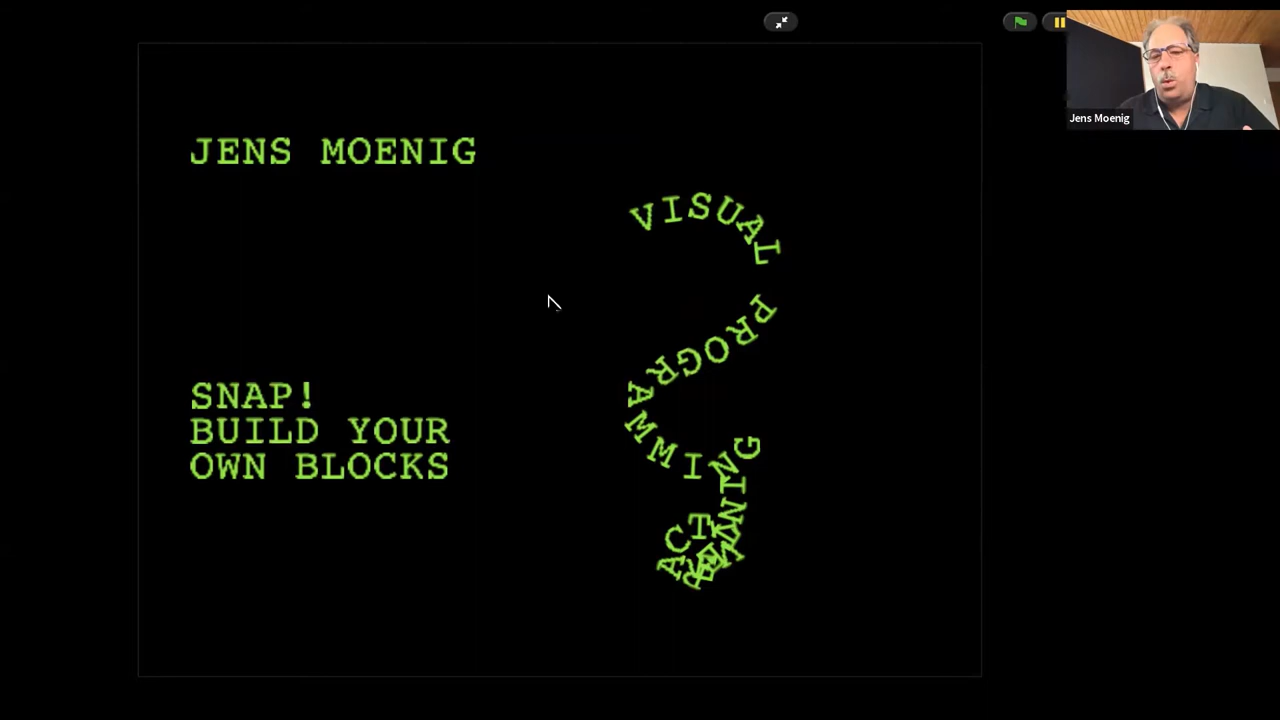 JENS MOENIG
VISUAL
PROGRAMMING
SNAP!
BUILD YOUR
OWN BLOCKS
Jens Moenig